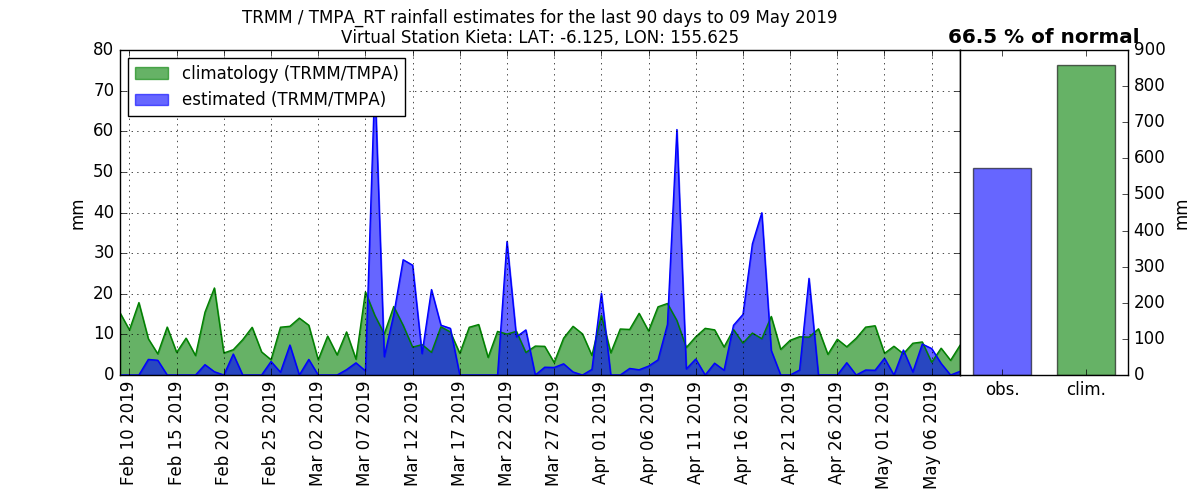 TRMM / TMPA_RT rainfall estimates for the last 90 days to 09 May 2019
Virtual Station Kieta: LAT: -6.125, LON: 155.625
66.5 % of normal
climatology (TRMM/TMPA)
estimated (TRMM/TMPA)
mm
80
70
60
50
40
30
20
10
0
Feb 10 2019
Feb 15 2019
Feb 20 2019
Feb 25 2019
Mar 02 2019
Mar 07 2019
Mar 12 2019
Mar 17 2019
Mar 22 2019
Mar 27 2019
Apr 01 2019
Apr 06 2019
Apr 11 2019
Apr 16 2019
Apr 21 2019
Apr 26 2019
May 01 2019
May 06 2019
900
800
700
600
500
400
300
200
100
0
mm
obs.
clim.